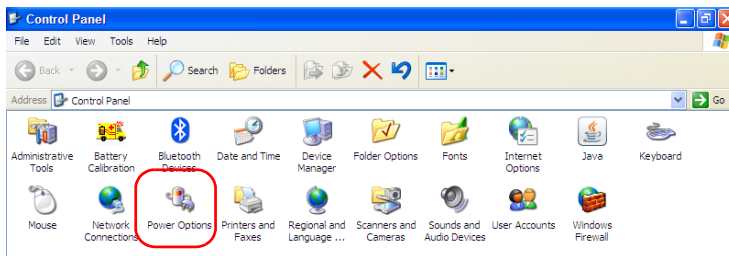 Control Panel
File Edit View Tools Help
Back Search Folders
Address Control Panel Go
Administrative Tools
Battery Calibration
Bluetooth Devices
Date and Time
Device Manager
Folder Options
Fonts
Internet Options
Java
Keyboard
Mouse
Network Connections
Power Options
Printers and Faxes
Regional and Language ...
Scanners and Cameras
Sounds and Audio Devices
User Accounts
Windows Firewall